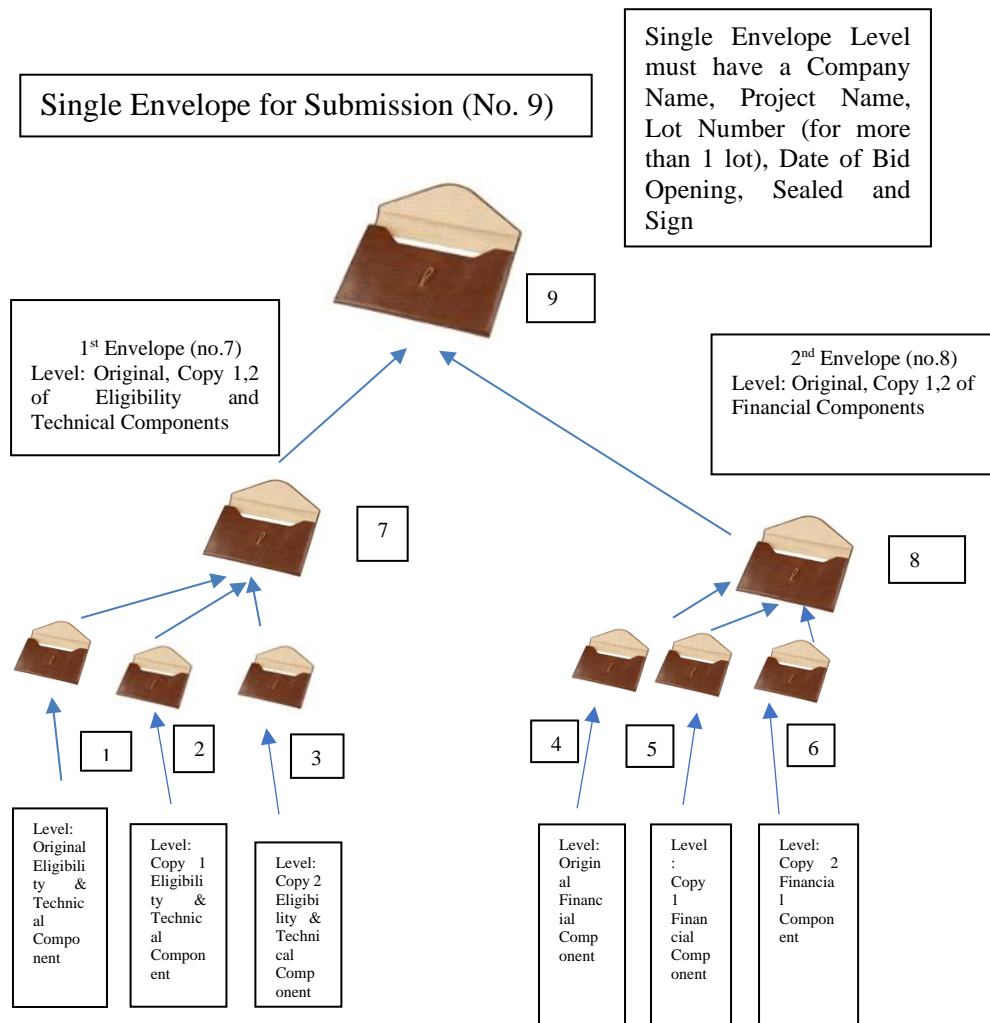 Single Envelope for Submission (No. 9)
Single Envelope Level
must have a Company
Name, Project Name,
Lot Number (for more
than 1 lot), Date of Bid
Opening, Sealed and
Sign
9
1st Envelope (no.7)
Level: Original, Copy 1,2
of Eligibility and
Technical Components
2nd Envelope (no.8)
Level: Original, Copy 1,2 of
Financial Components
7
8
1
2
3
4
5
6
Level:
Original
Eligibili
ty &
Technic
al
Compo
nent
Level:
Copy 1
Eligibili
ty &
Technic
al
Compon
ent
Level:
Copy 2
Eligibi
lity &
Techni
cal
Comp
onent
Level:
Origin
al
Financ
ial
Comp
onent
Level
:
Copy
1
Finan
cial
Comp
onent
Level:
Copy 2
Financia
l
Compon
ent